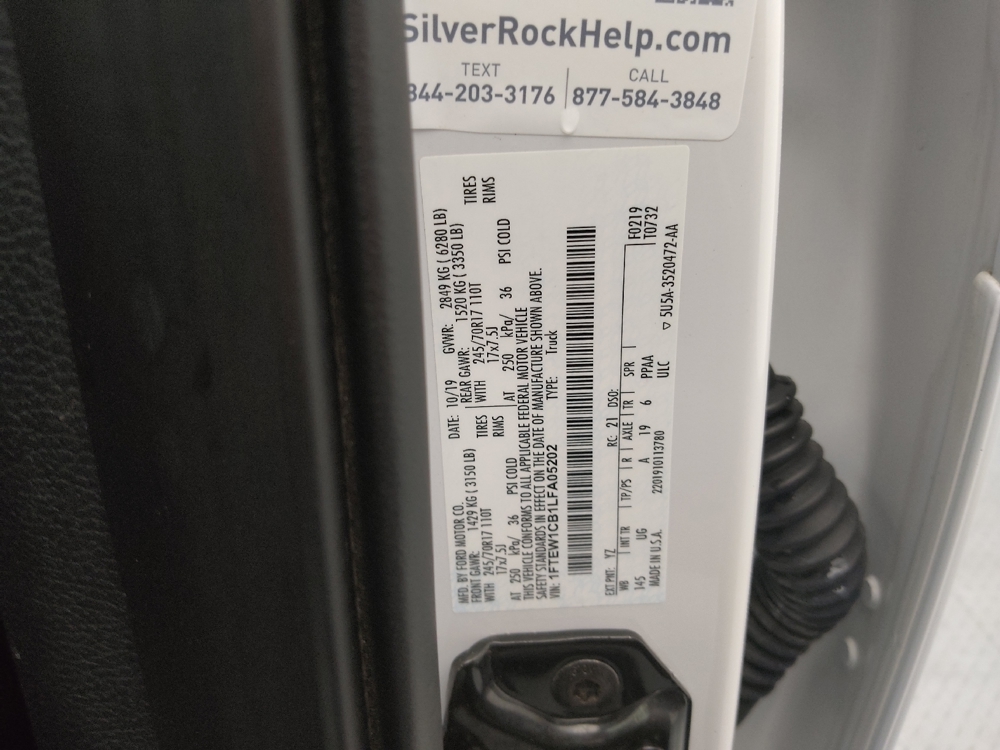 SilverRockHelp.com
TEXT
844-203-3176
CALL
877-584-3848
MFD. BY FORD MOTOR CO.
DATE: 10/19 GVWR: 2849 KG ( 6280 LB)
FRONT GAWR: 1429 KG ( 3150 LB) REAR GAWR: 1520 KG ( 3350 LB)
WITH 245/70R17 110T TIRES WITH 245/70R17 110T TIRES
17x7.5J RIMS 17x7.5J RIMS
AT 250 kPa/ 36 PSI COLD AT 250 kPa/ 36 PSI COLD
THIS VEHICLE CONFORMS TO ALL APPLICABLE FEDERAL MOTOR VEHICLE
SAFETY STANDARDS IN EFFECT ON THE DATE OF MANUFACTURE SHOWN ABOVE.
VIN: 1FTEW1CB1LFA05202 TYPE: Truck
EXT PNT: YZ RC: 21 DSO: F0219
WB INT TR TP/PS R AXLE TR SPR T0732
145 UG A 19 6 PPAA
MADE IN U.S.A. 2201910113780 ULC ▽ 5U5A-3520472-AA